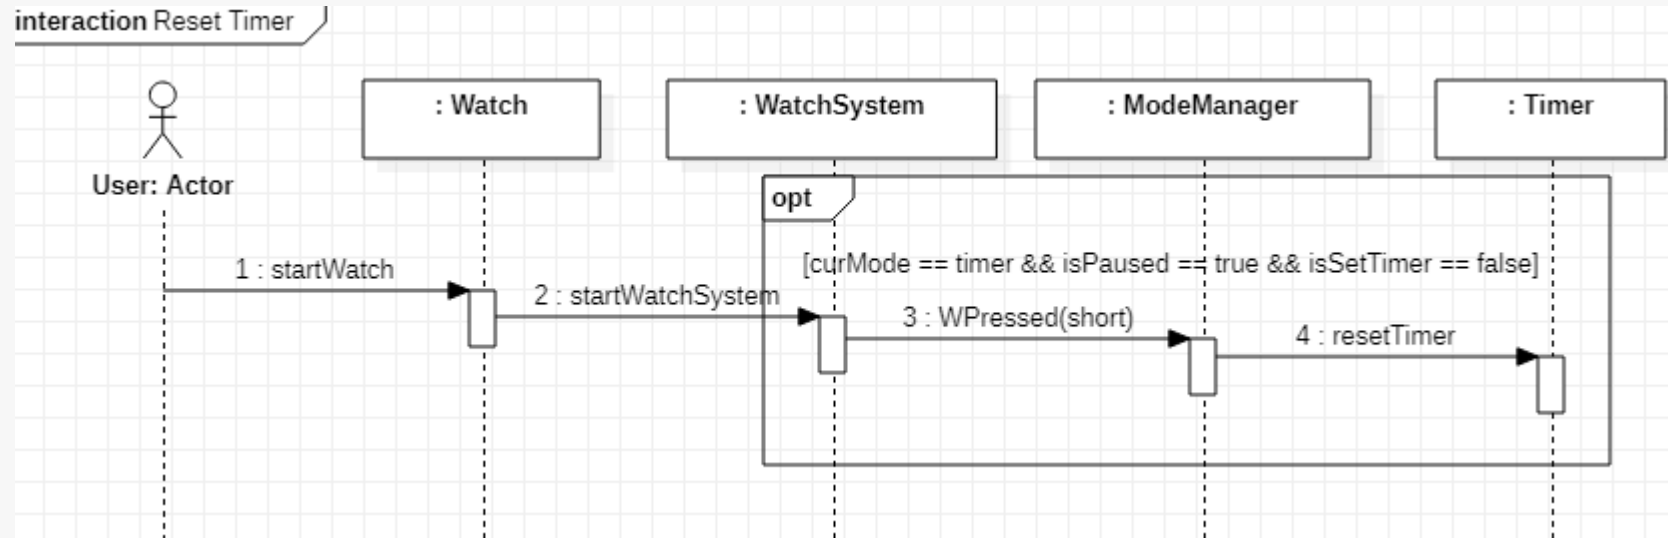 interaction Reset Timer
: Watch
: WatchSystem
: ModeManager
: Timer
User: Actor
opt
[curMode == timer && isPaused == true && isSetTimer == false]
1 : startWatch
2 : startWatchSystem
3 : WPressed(short)
4 : resetTimer